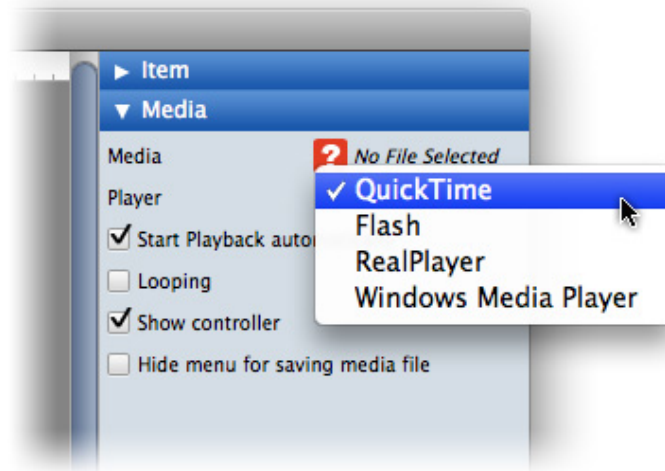 Item
Media
Media ? No File Selected
Player
✓ QuickTime
Flash
RealPlayer
Windows Media Player
Start Playback auto
Looping
Show controller
Hide menu for saving media file